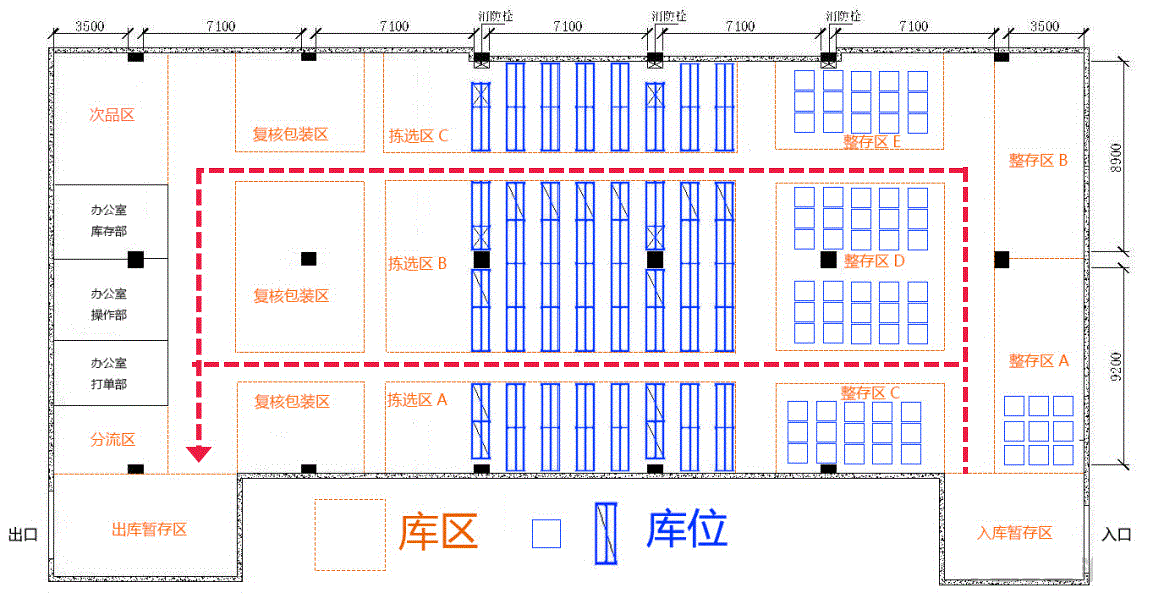 消防栓
消防栓
消防栓
3500
7100
7100
7100
7100
7100
3500
次品区
复核包装区
拣选区 C
整存区 E
整存区 B
8900
办公室
库存部
复核包装区
拣选区 B
整存区 D
办公室
操作部
办公室
打单部
整存区 A
9200
复核包装区
拣选区 A
整存区 C
分流区
出口
出库暂存区
库区
库位
入库暂存区
入口